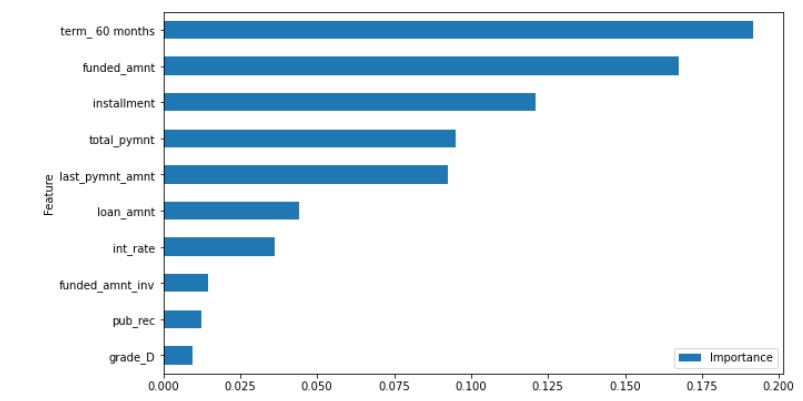 term_ 60 months
funded_amnt
installment
total_pymnt
last_pymnt_amnt
loan_amnt
int_rate
funded_amnt_inv
pub_rec
grade_D
Feature
Importance
0.000 0.025 0.050 0.075 0.100 0.125 0.150 0.175 0.200